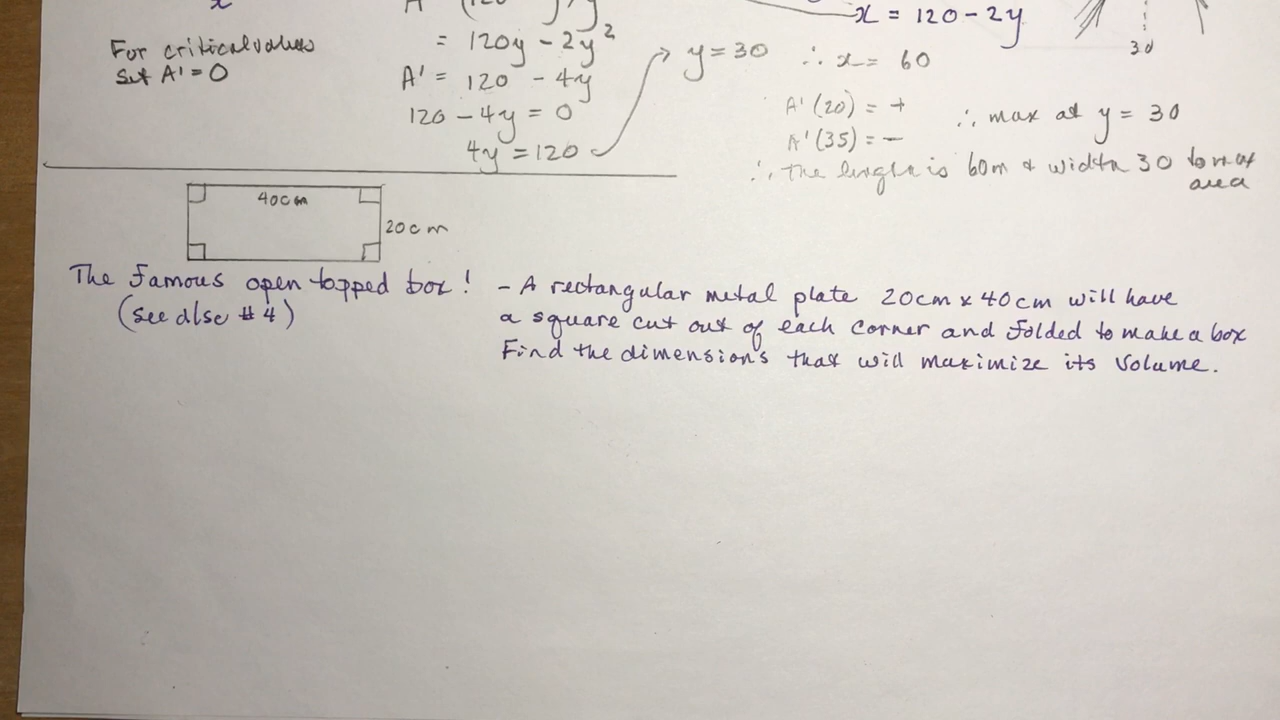 x
= 120y - 2y²
x = 120 - 2y
30
For critical values
Set A' = 0
A' = 120 - 4y
120 - 4y = 0
4y = 120
y = 30 ∴ x = 60
A'(20) = +
A'(35) = -
∴ max at y = 30
∴ the length is 60m & width 30 to max
area
40cm
20cm
The famous open topped box!
(see also #4)
- A rectangular metal plate 20cm x 40cm will have
a square cut out of each corner and folded to make a box
Find the dimensions that will maximize its volume.